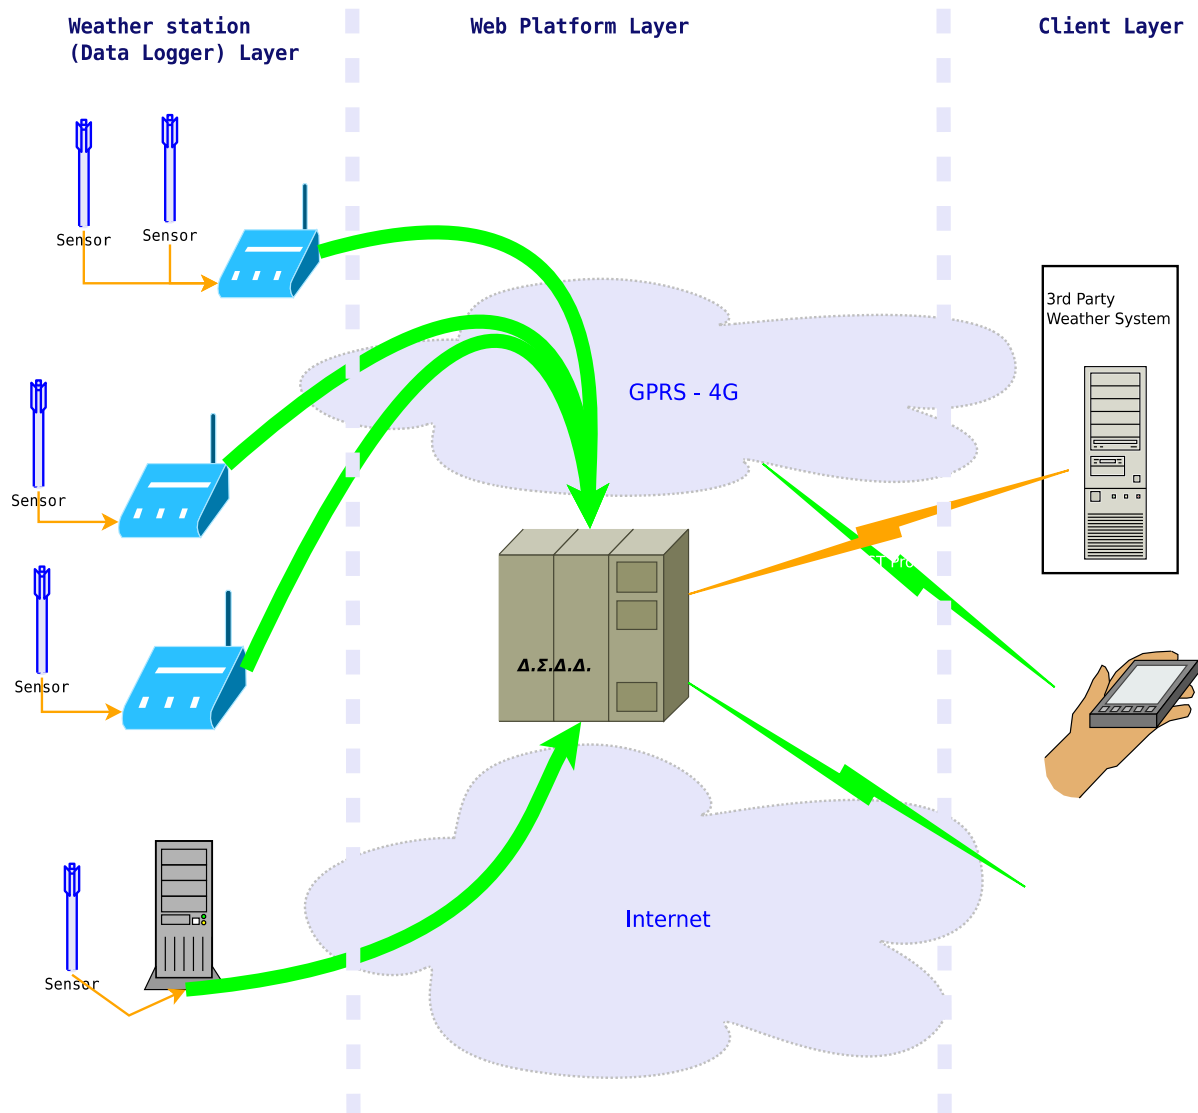 Weather station
(Data Logger) Layer
Web Platform Layer
Client Layer
Sensor
Sensor
3rd Party
Weather System
GPRS - 4G
Sensor
Δ.Σ.Δ.Δ.
Sensor
Internet
Sensor